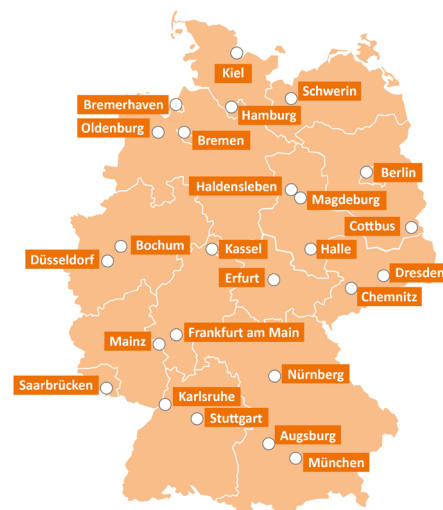 Kiel
Schwerin
Bremerhaven
Hamburg
Oldenburg
Bremen
Berlin
Haldensleben
Magdeburg
Cottbus
Bochum
Kassel
Halle
Düsseldorf
Erfurt
Dresden
Chemnitz
Frankfurt am Main
Mainz
Nürnberg
Saarbrücken
Karlsruhe
Stuttgart
Augsburg
München